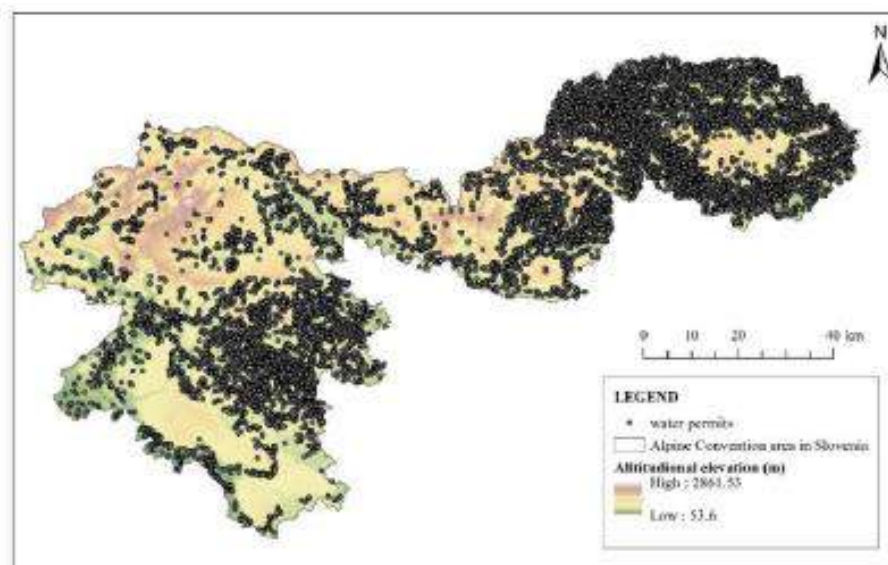 N
0 10 20 40 km
LEGEND
water permits
Alpine Convention area in Slovenia
Altitudional elevation (m)
High : 2861.53
Low : 53.6